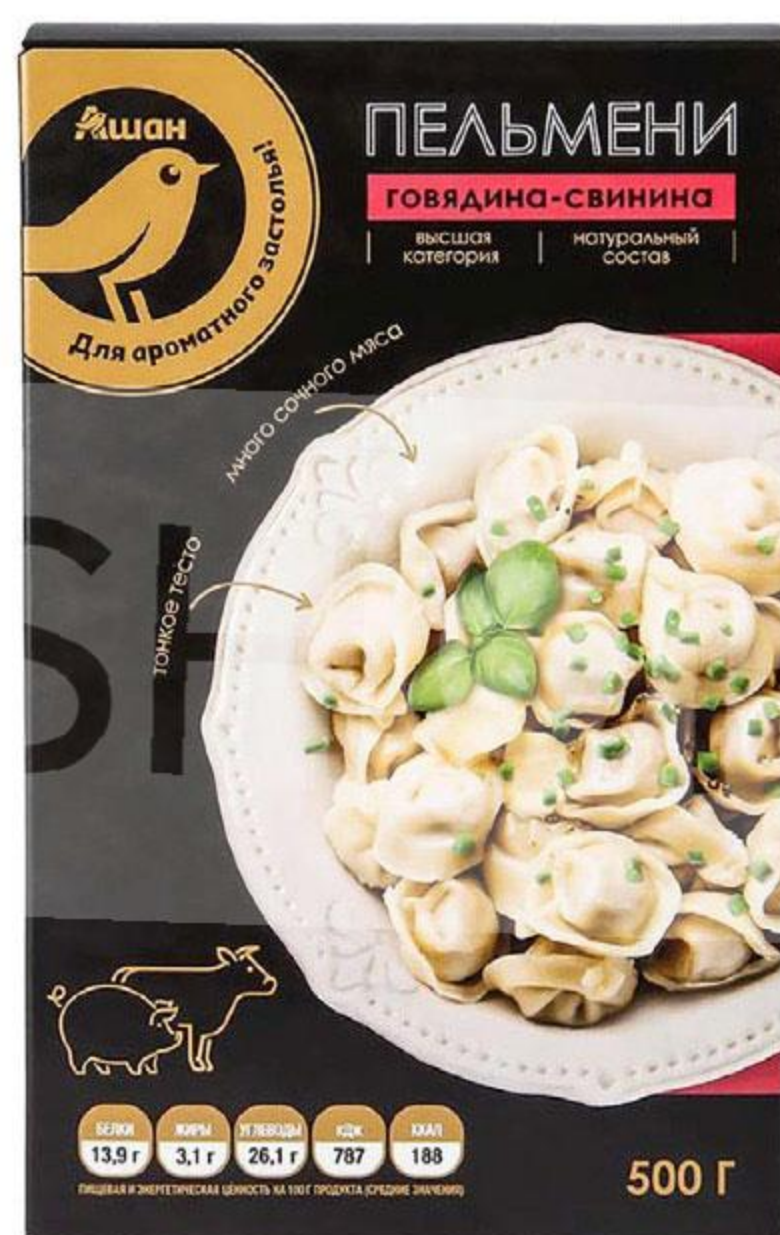 Ашан
Для ароматного застолья!
ПЕЛЬМЕНИ
ГОВЯДИНА-СВИНИНА
высшая
категория
натуральный
состав
много сочного мяса
тонкое тесто
SH
БЕЛКИ
13,9 г
ЖИРЫ
3,1 г
УГЛЕВОДЫ
26,1 г
кДж
787
ККАЛ
188
ПИЩЕВАЯ И ЭНЕРГЕТИЧЕСКАЯ ЦЕННОСТЬ НА 100 Г ПРОДУКТА (СРЕДНИЕ ЗНАЧЕНИЯ)
500 Г